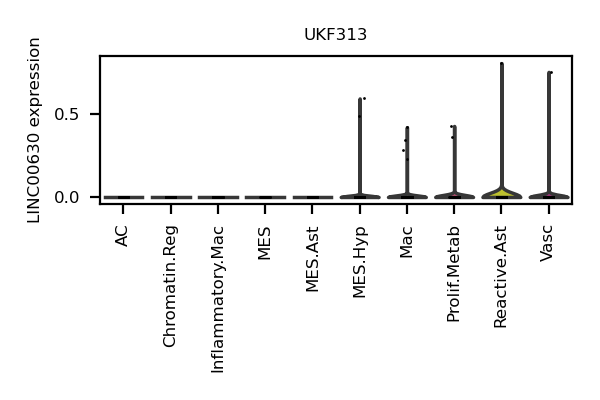 UKF313
LINC00630 expression
0.5
0.0
AC
Chromatin.Reg
Inflammatory.Mac
MES
MES.Ast
MES.Hyp
Mac
Prolif.Metab
Reactive.Ast
Vasc